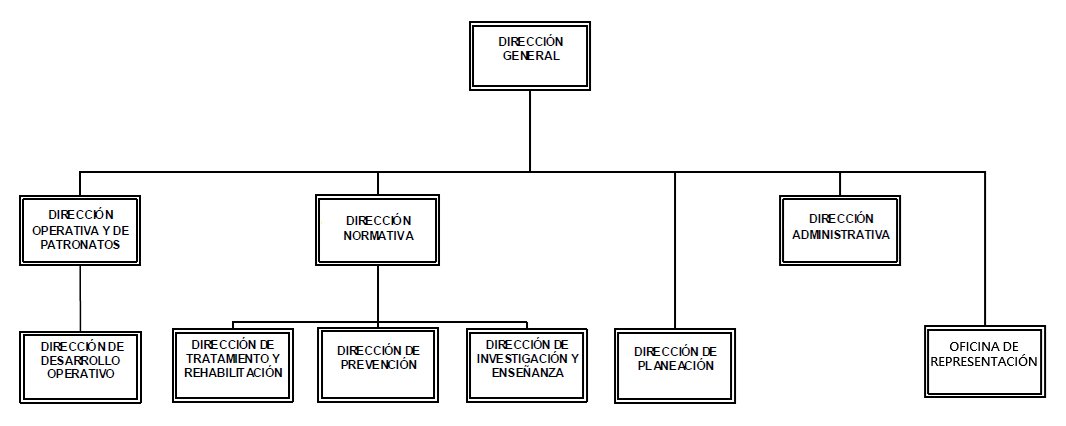 DIRECCIÓN
GENERAL
DIRECCIÓN
OPERATIVA Y DE
PATRONATOS
DIRECCIÓN
NORMATIVA
DIRECCIÓN
ADMINISTRATIVA
DIRECCIÓN DE
DESARROLLO
OPERATIVO
DIRECCIÓN DE
TRATAMIENTO Y
REHABILITACIÓN
DIRECCIÓN DE
PREVENCIÓN
DIRECCIÓN DE
INVESTIGACIÓN Y
ENSEÑANZA
DIRECCIÓN DE
PLANEACIÓN
OFICINA DE
REPRESENTACIÓN